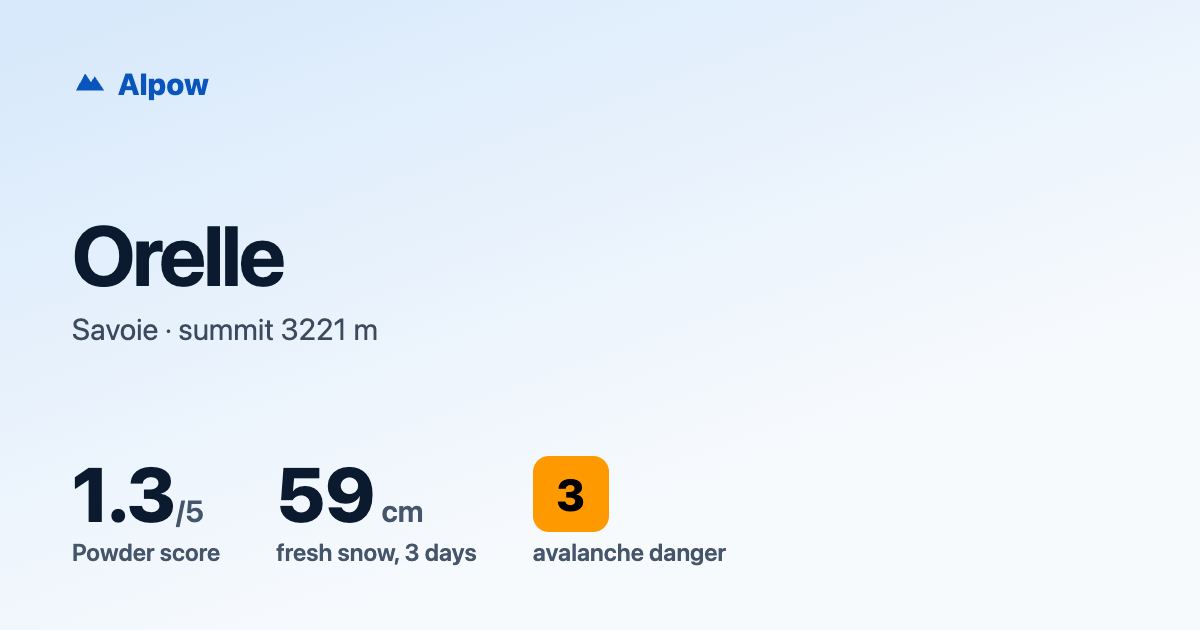 Alpow
Orelle
Savoie · summit 3221 m
1.3/5
Powder score
59 cm
fresh snow, 3 days
3
avalanche danger